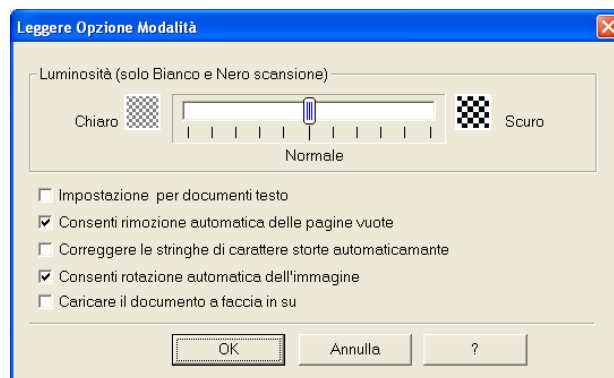 Leggere Opzione Modalità
Luminosità (solo Bianco e Nero scansione)
Chiaro
Scuro
Normale
Impostazione per documenti testo
Consenti rimozione automatica delle pagine vuote
Correggere le stringhe di carattere storte automaticamante
Consenti rotazione automatica dell'immagine
Caricare il documento a faccia in su
OK Annulla ?